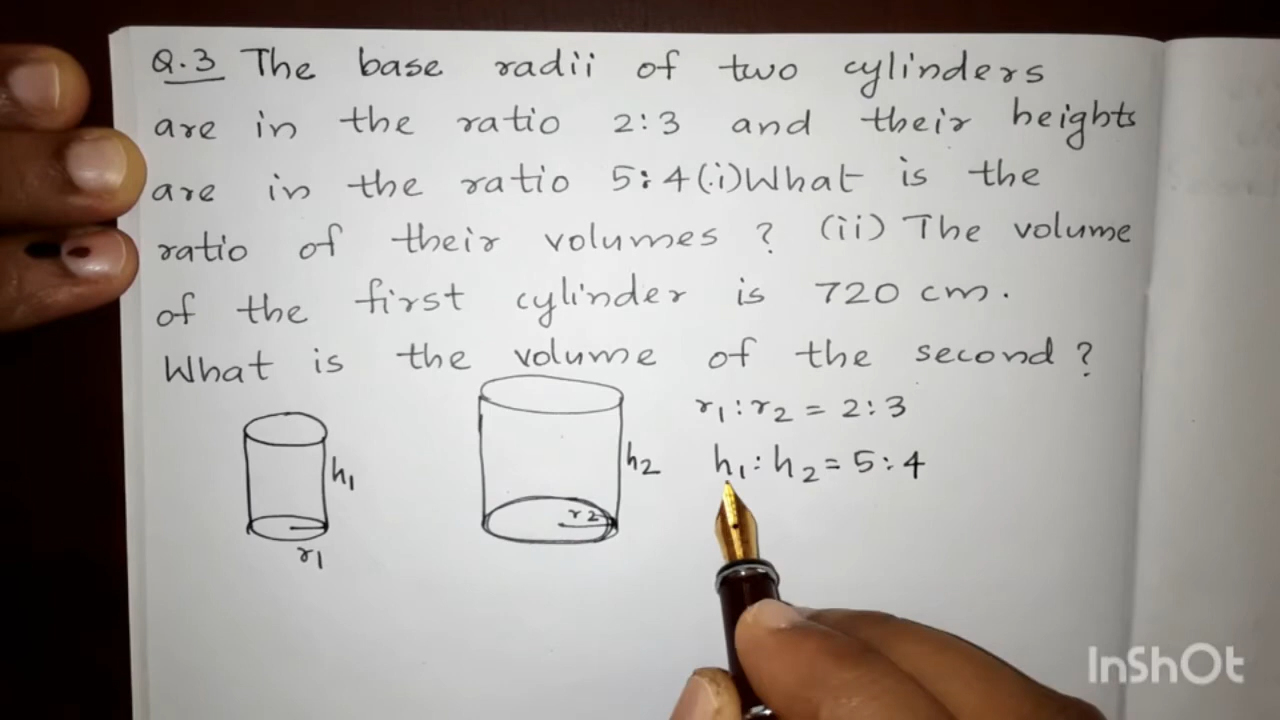 Q.3 The base radii of two cylinders
are in the ratio 2:3 and their heights
are in the ratio 5:4(i)What is the
ratio of their volumes ? (ii) The volume
of the first cylinder is 720 cm.
What is the volume of the second ?
r1:r2 = 2:3
h1:h2 = 5:4
h1
h2
r2
r1
InShOt